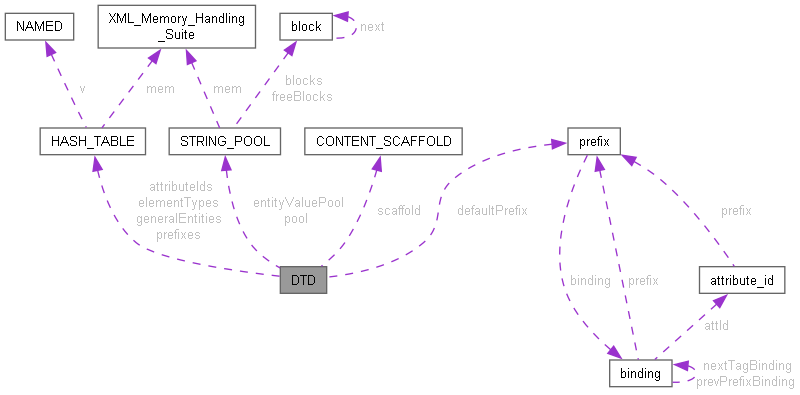 NAMED
XML_Memory_Handling
_Suite
block
next
v
mem
mem
blocks
freeBlocks
HASH_TABLE
STRING_POOL
CONTENT_SCAFFOLD
prefix
attributeIds
elementTypes
generalEntities
prefixes
entityValuePool
pool
scaffold
defaultPrefix
prefix
DTD
binding
prefix
attribute_id
attId
binding
nextTagBinding
prevPrefixBinding